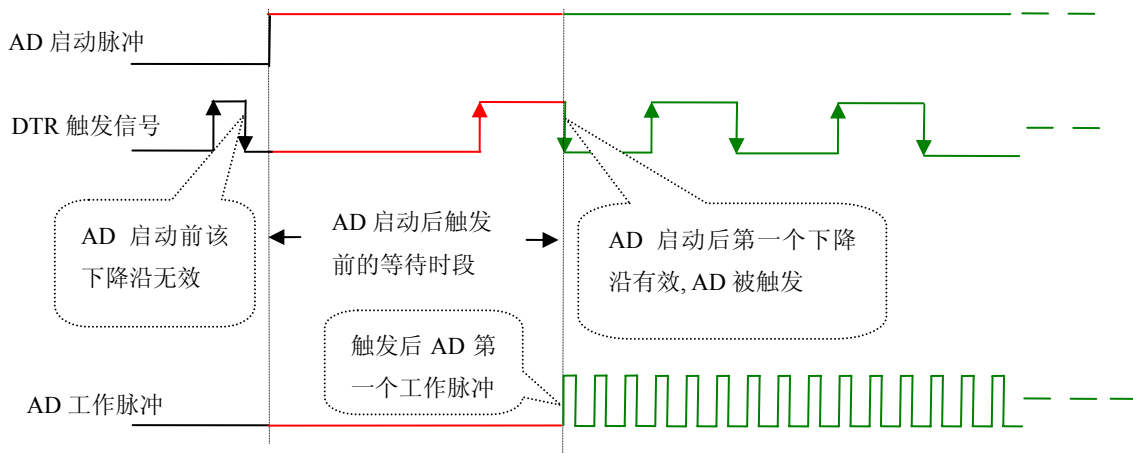 AD 启动脉冲
DTR 触发信号
AD 启动前该
下降沿无效
AD 启动后触发
前的等待时段
AD 启动后第一个下降
沿有效, AD 被触发
触发后 AD 第
一个工作脉冲
AD 工作脉冲